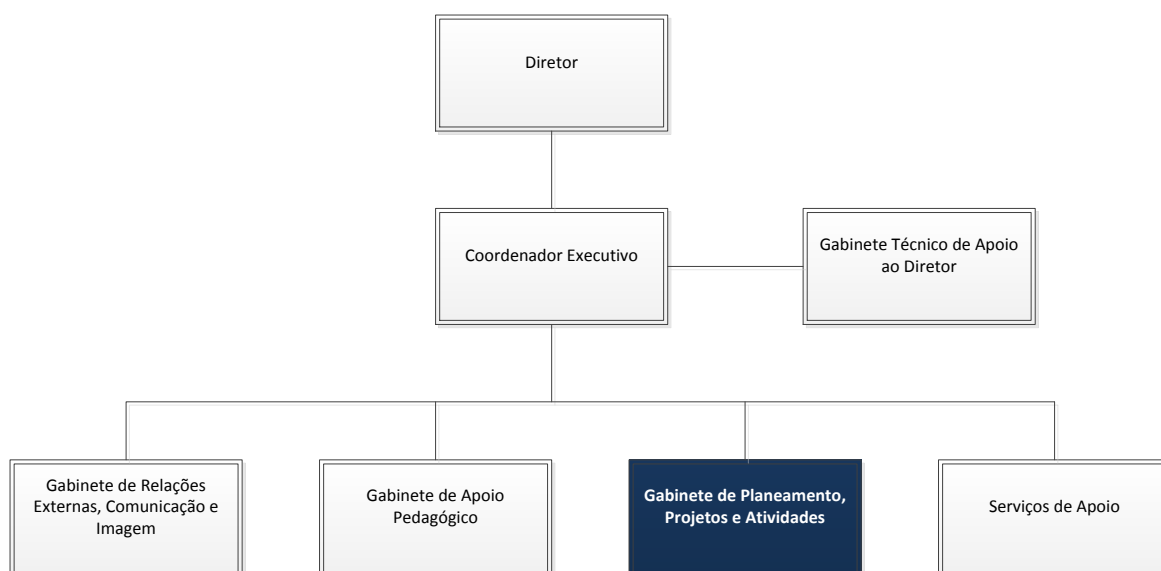 Diretor
Coordenador Executivo
Gabinete Técnico de Apoio
ao Diretor
Gabinete de Relações
Externas, Comunicação e
Imagem
Gabinete de Apoio
Pedagógico
Gabinete de Planeamento,
Projetos e Atividades
Serviços de Apoio